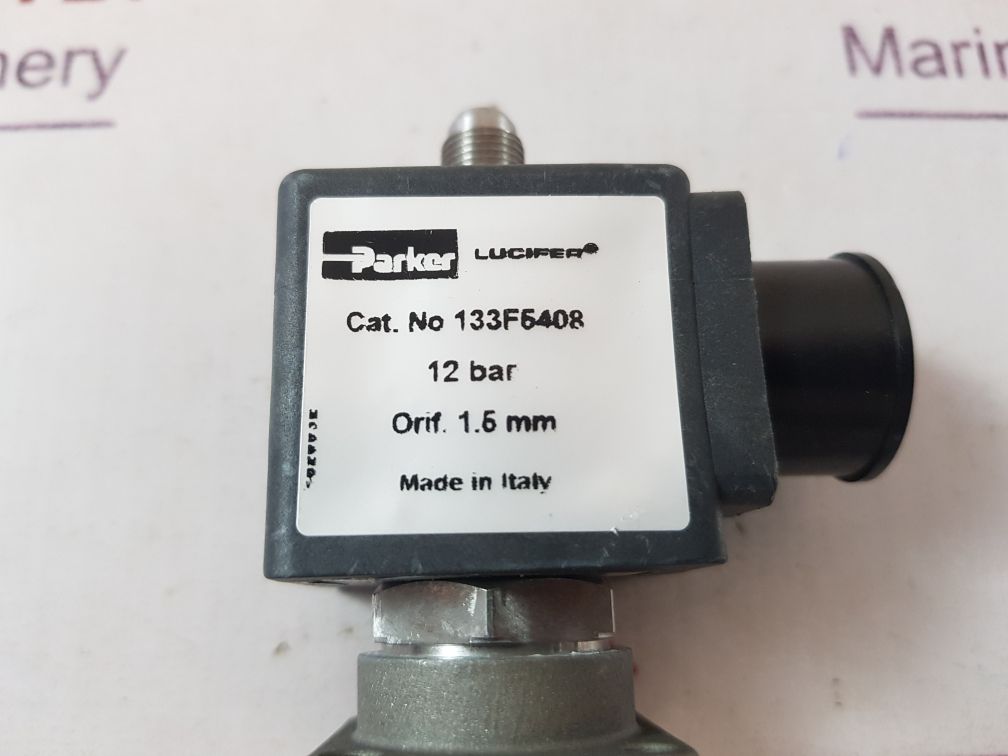 nery
Marin
Parker LUCIFER®
Cat. No 133F5408
12 bar
Orif. 1.5 mm
Made in Italy